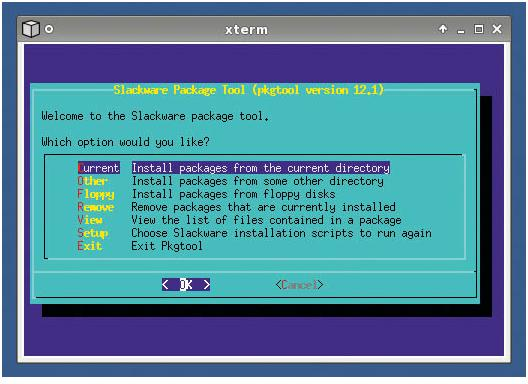 xterm
Slackware Package Tool (pkgtool version 12.1)
Welcome to the Slackware package tool.
Which option would you like?
Current Install packages from the current directory
Other Install packages from some other directory
Floppy Install packages from floppy disks
Remove Remove packages that are currently installed
View View the list of files contained in a package
Setup Choose Slackware installation scripts to run again
Exit Exit Pkgtool
< OK > <Cancel>